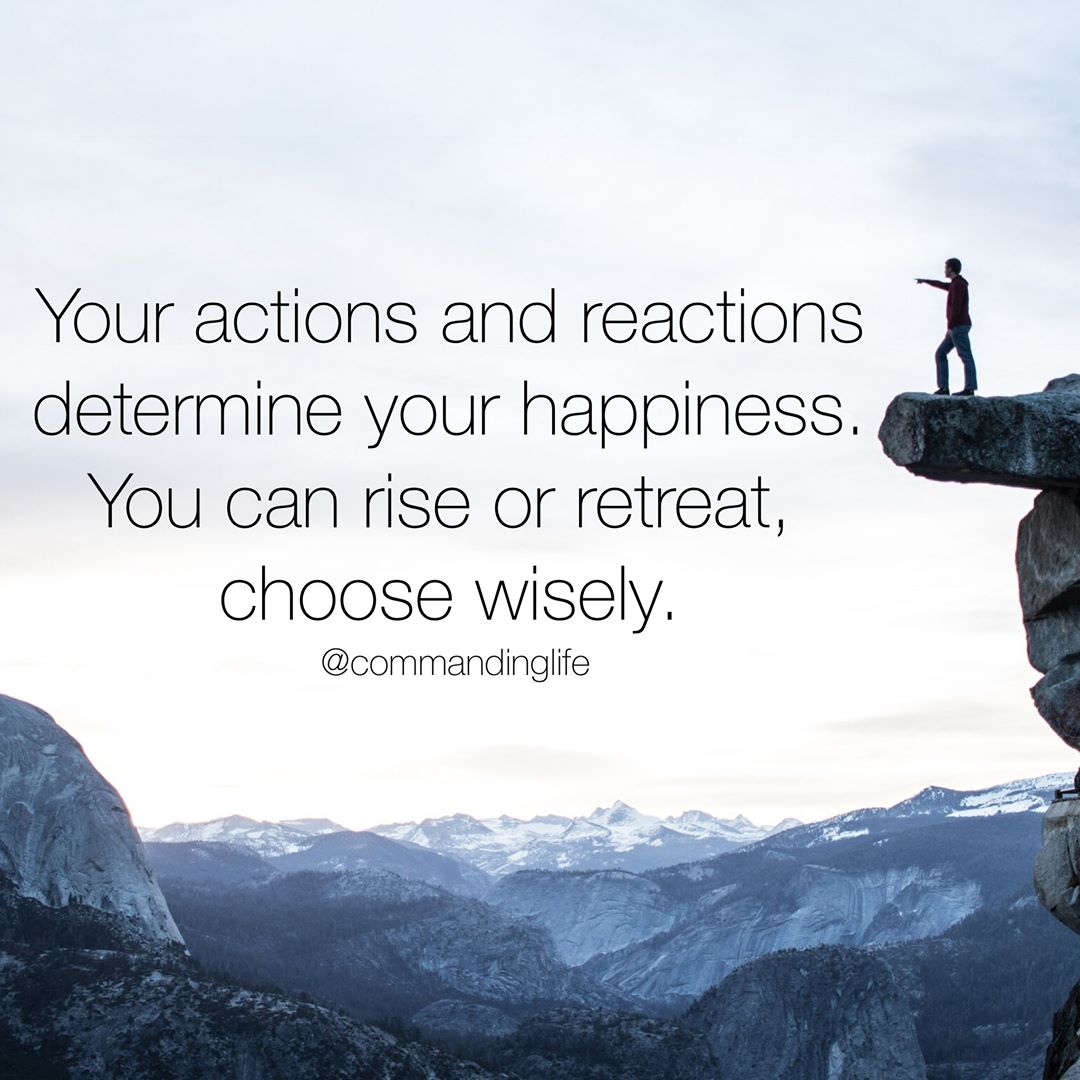 Your actions and reactions
determine your happiness.
You can rise or retreat,
choose wisely.
@commandinglife